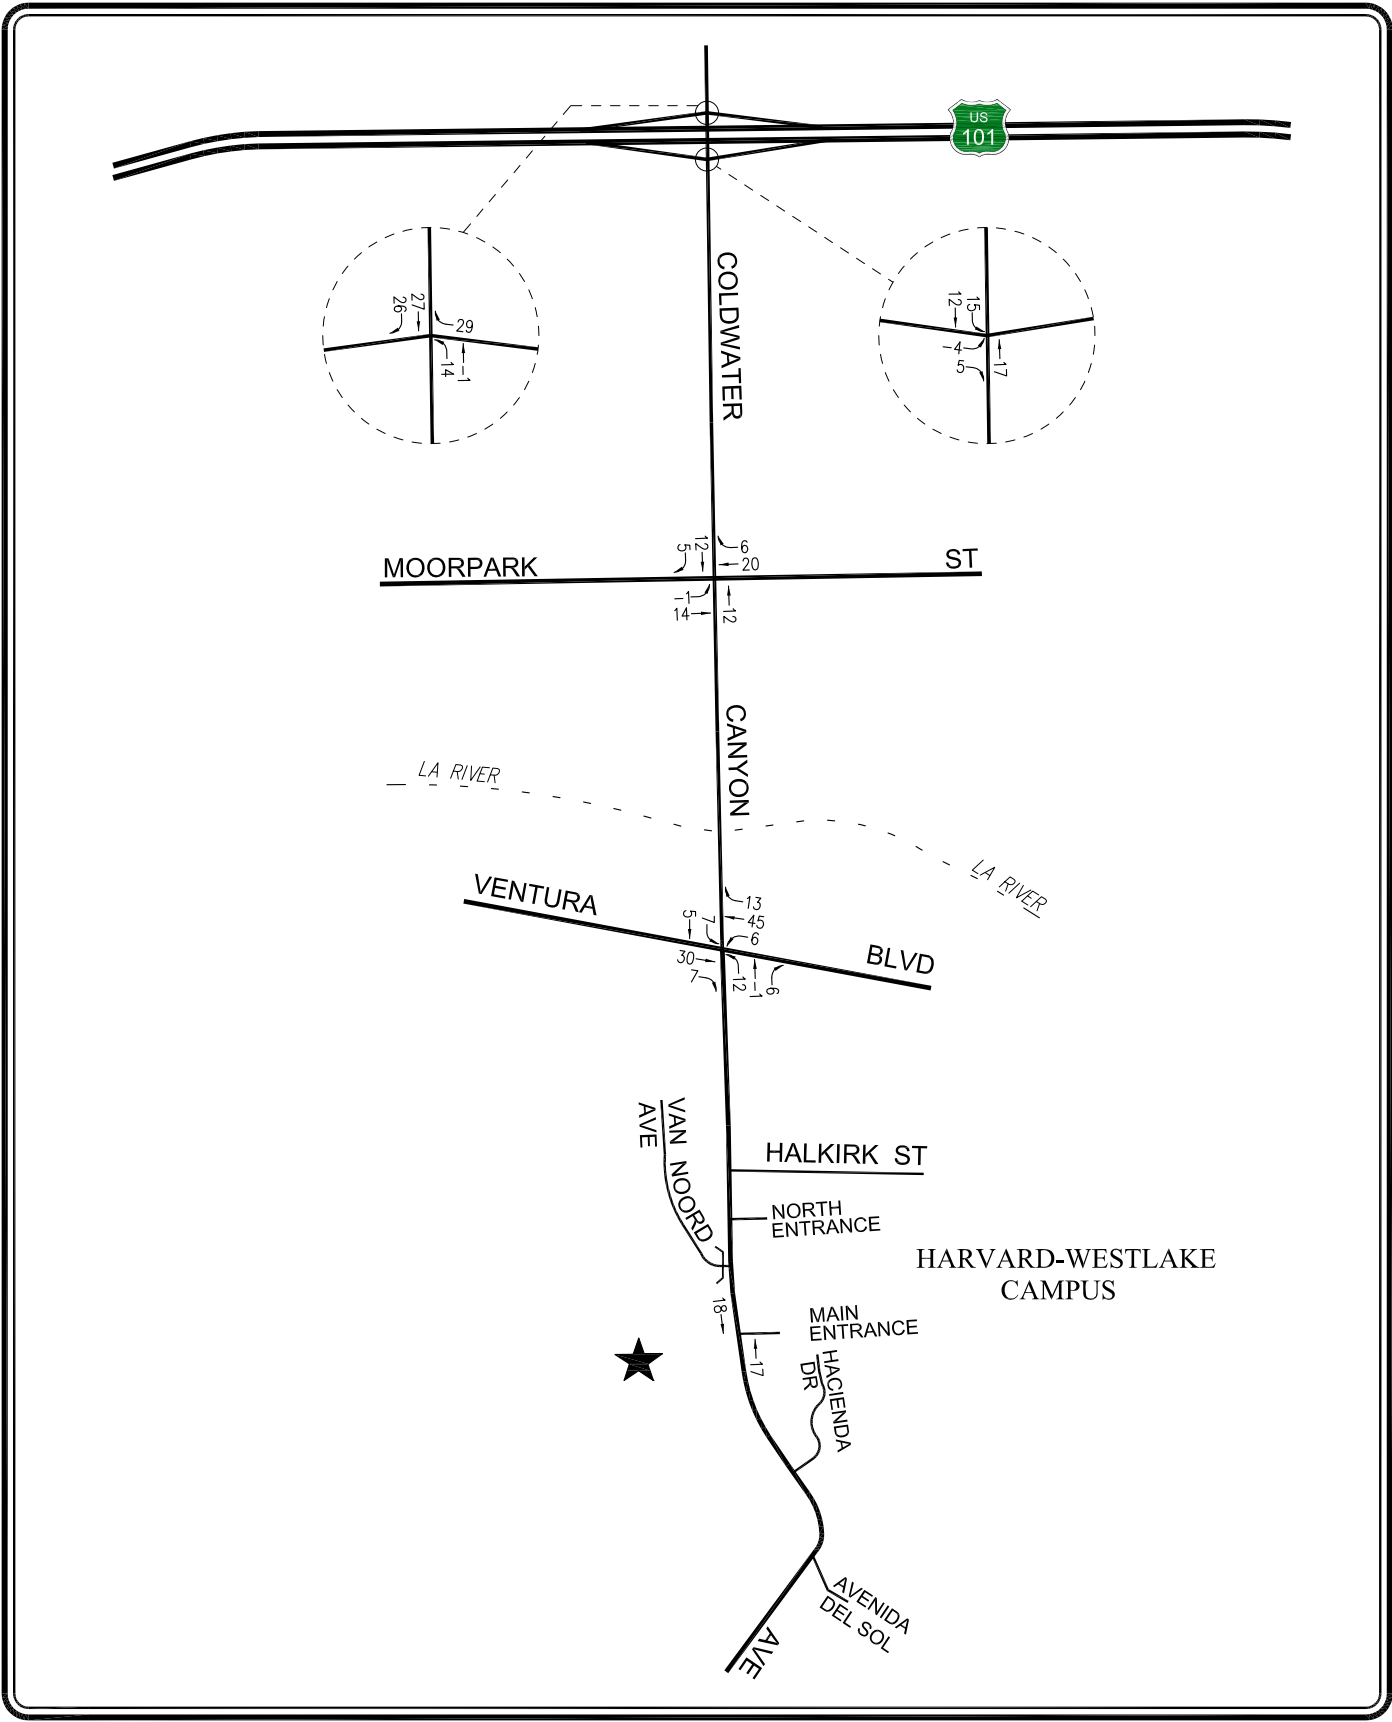 US
101
COLDWATER
26
27
29
14
-1
12
15
-4
5
17
MOORPARK
ST
5
12
6
20
-1
14
12
CANYON
LA RIVER
LA RIVER
VENTURA
BLVD
5
7
13
45
6
30
7
12
-1
6
VAN NOORD
AVE
HALKIRK ST
NORTH
ENTRANCE
HARVARD-WESTLAKE
CAMPUS
18
MAIN
ENTRANCE
17
HACIENDA
DR
AVENIDA
DEL SOL
AVE